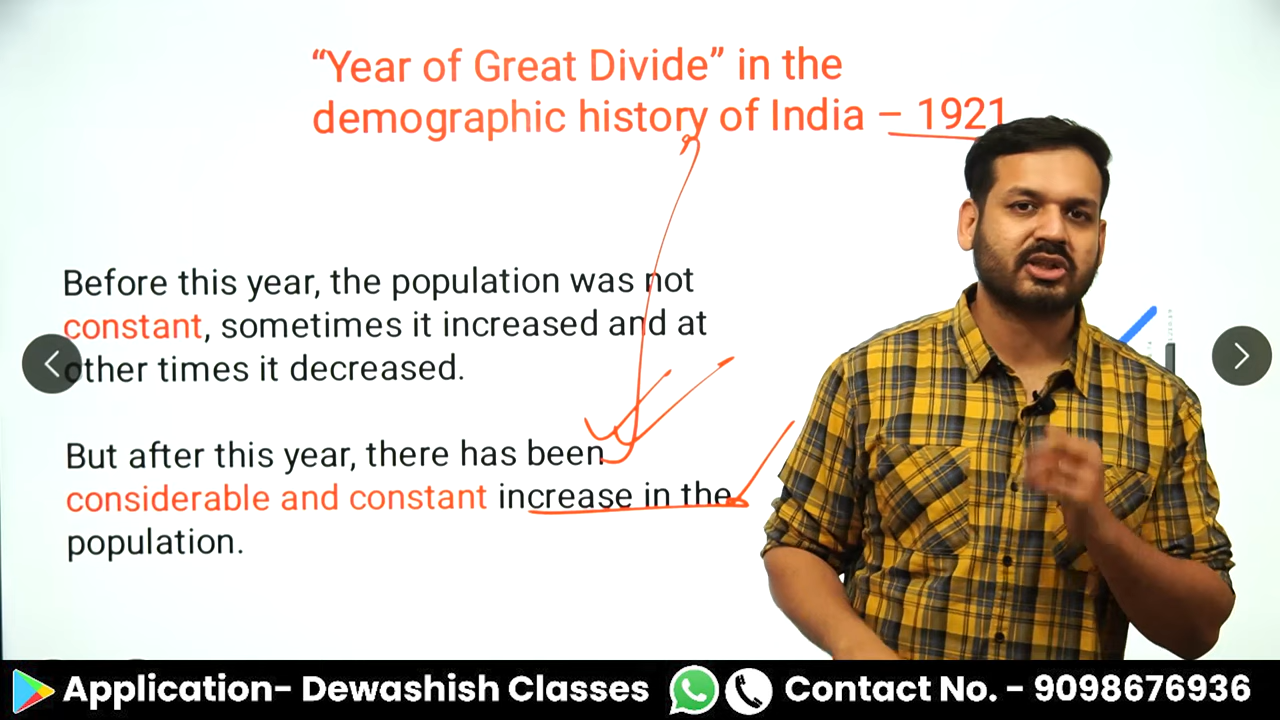 “Year of Great Divide” in the
demographic history of India – 1921
Before this year, the population was not
constant, sometimes it increased and at
other times it decreased.
But after this year, there has been
considerable and constant increase in the
population.
Application- Dewashish Classes
Contact No. - 9098676936